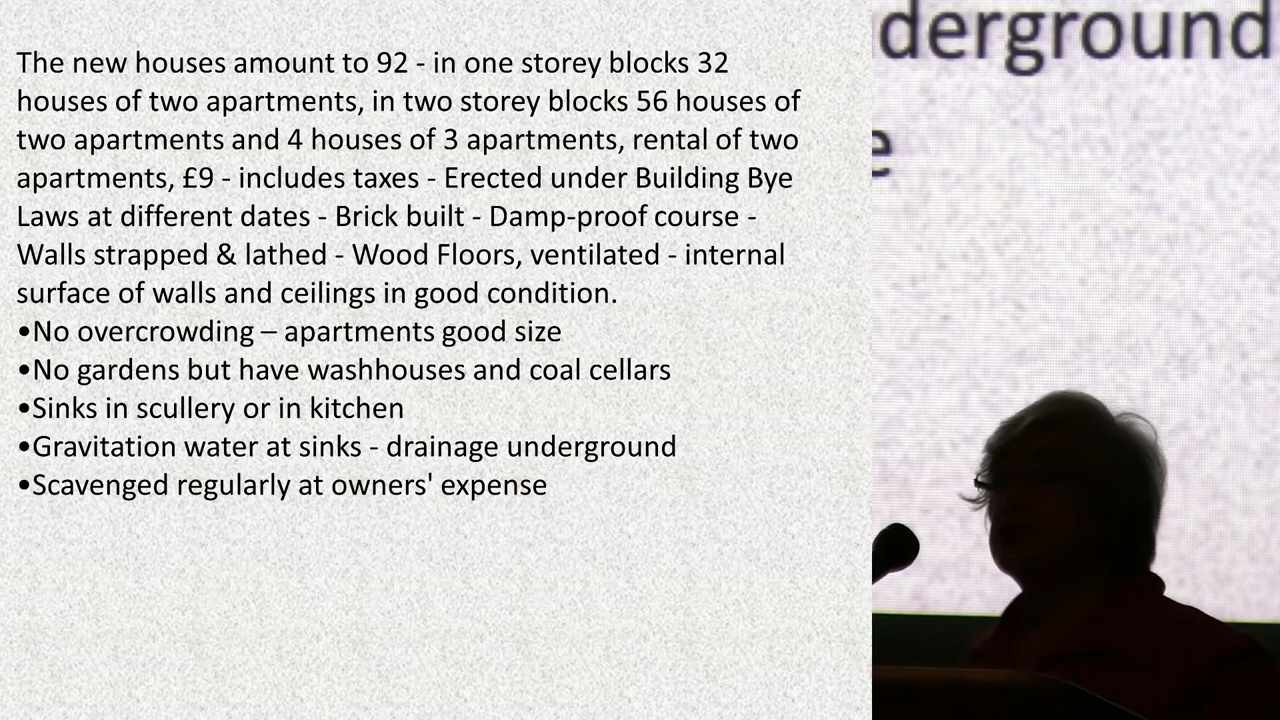 The new houses amount to 92 - in one storey blocks 32
houses of two apartments, in two storey blocks 56 houses of
two apartments and 4 houses of 3 apartments, rental of two
apartments, £9 - includes taxes - Erected under Building Bye
Laws at different dates - Brick built - Damp-proof course -
Walls strapped & lathed - Wood Floors, ventilated - internal
surface of walls and ceilings in good condition.
•No overcrowding – apartments good size
•No gardens but have washhouses and coal cellars
•Sinks in scullery or in kitchen
•Gravitation water at sinks - drainage underground
•Scavenged regularly at owners' expense
derground
e